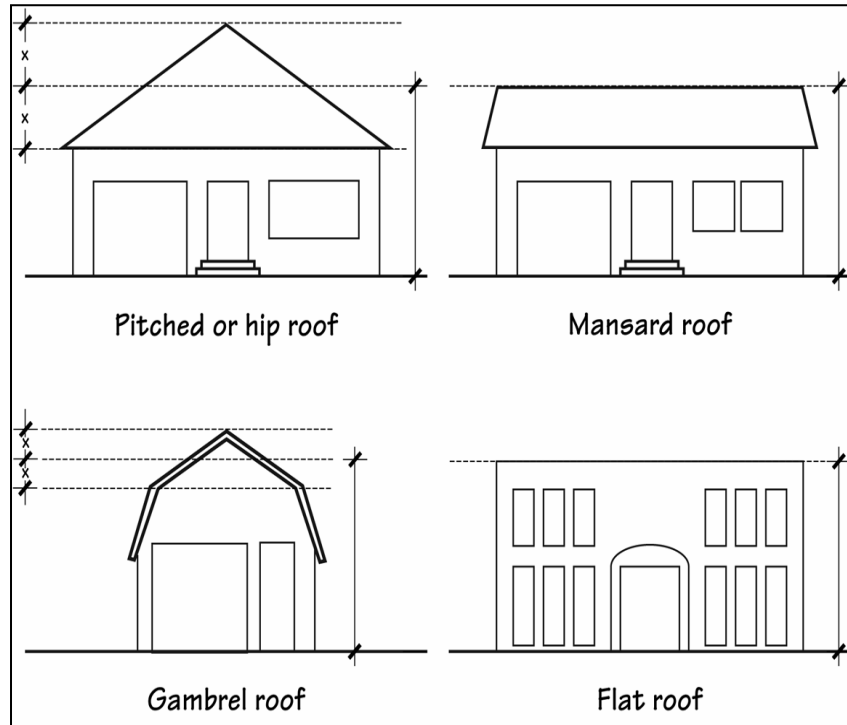 x
x
Pitched or hip roof
Mansard roof
x
x
Gambrel roof
Flat roof